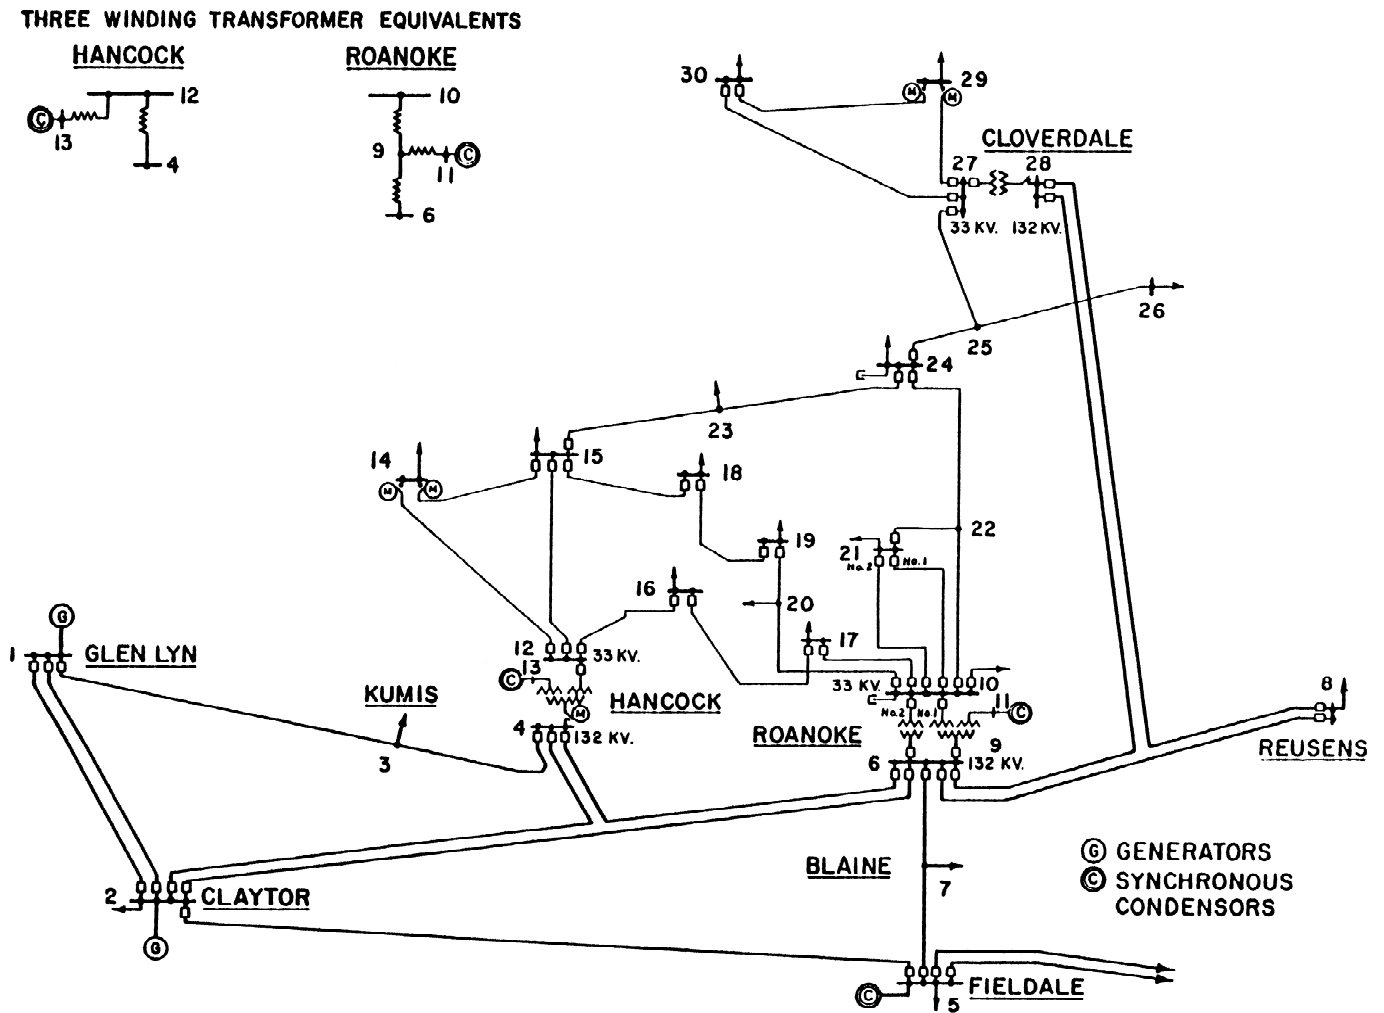 THREE WINDING TRANSFORMER EQUIVALENTS
HANCOCK
ROANOKE
12
C
13
4
10
9
C
11
6
30
29
M
M
CLOVERDALE
27
28
33 KV.
132 KV.
26
25
24
23
14
M
M
15
18
22
19
21
No.2
No.1
16
20
17
G
1
GLEN LYN
12
33 KV.
C
13
HANCOCK
M
4
132 KV.
KUMIS
3
33 KV.
10
No.2
No.1
11
C
ROANOKE
9
6
132 KV.
8
REUSENS
BLAINE
7
2
CLAYTOR
G
C
5
FIELDALE
G GENERATORS
C SYNCHRONOUS
CONDENSORS